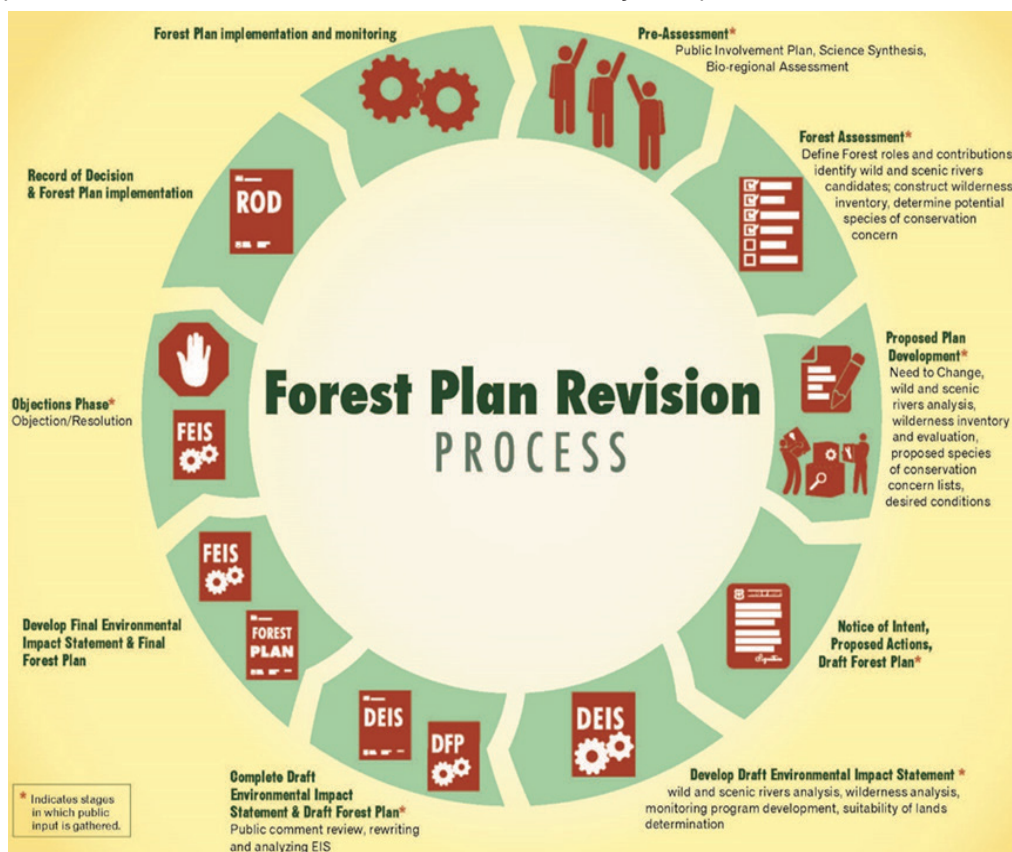 Forest Plan implementation and monitoring
Pre-Assessment*
Public Involvement Plan, Science Synthesis,
Bio-regional Assessment
Forest Assessment*
Define Forest roles and contributions
identify wild and scenic rivers
candidates; construct wilderness
inventory, determine potential
species of conservation
concern
Proposed Plan
Development*
Need to Change,
wild and scenic
rivers analysis,
wilderness inventory
and evaluation,
proposed species
of conservation
concern lists,
desired conditions
Notice of Intent,
Proposed Actions,
Draft Forest Plan*
Develop Draft Environmental Impact Statement *
wild and scenic rivers analysis, wilderness analysis,
monitoring program development, suitability of lands
determination
DEIS
Complete Draft
Environmental Impact
Statement & Draft Forest Plan*
Public comment review, rewriting
and analyzing EIS
DEIS
DFP
Develop Final Environmental
Impact Statement & Final
Forest Plan
FEIS
FOREST
PLAN
Objections Phase*
Objection/Resolution
FEIS
Record of Decision
& Forest Plan implementation
ROD
Forest Plan Revision
PROCESS
* Indicates stages
in which public
input is gathered.